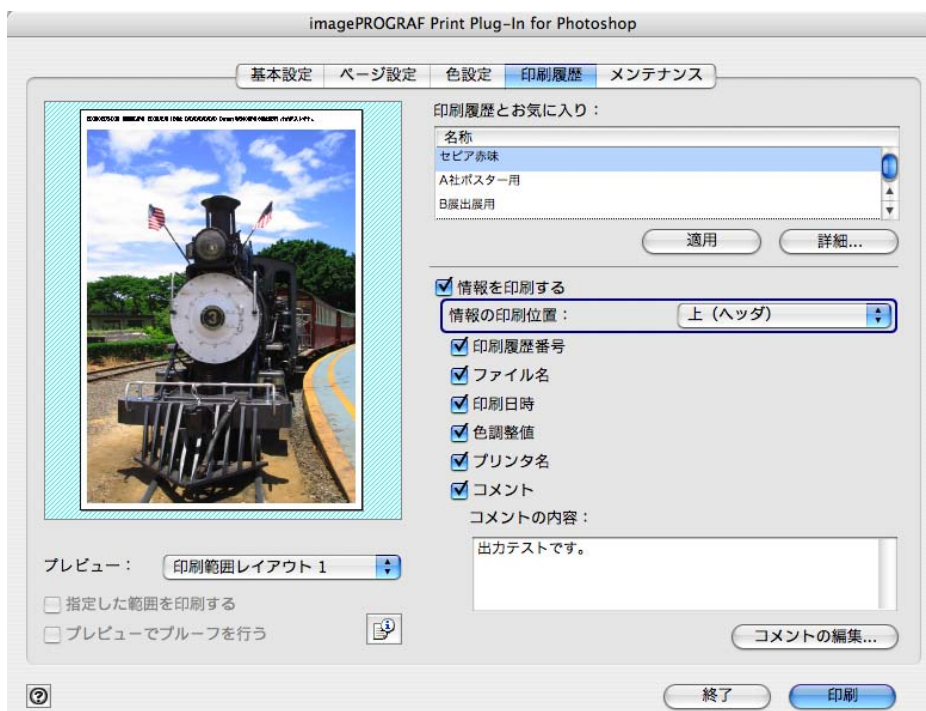 imagePROGRAF Print Plug-In for Photoshop
基本設定 ページ設定 色設定 印刷履歴 メンテナンス
印刷履歴とお気に入り：
名称
セピア赤味
A社ポスター用
B展出展用
適用 詳細...
情報を印刷する
情報の印刷位置： 上（ヘッダ）
印刷履歴番号
ファイル名
印刷日時
色調整値
プリンタ名
コメント
コメントの内容：
出力テストです。
コメントの編集...
3
プレビュー： 印刷範囲レイアウト 1
指定した範囲を印刷する
プレビューでプルーフを行う
? 終了 印刷